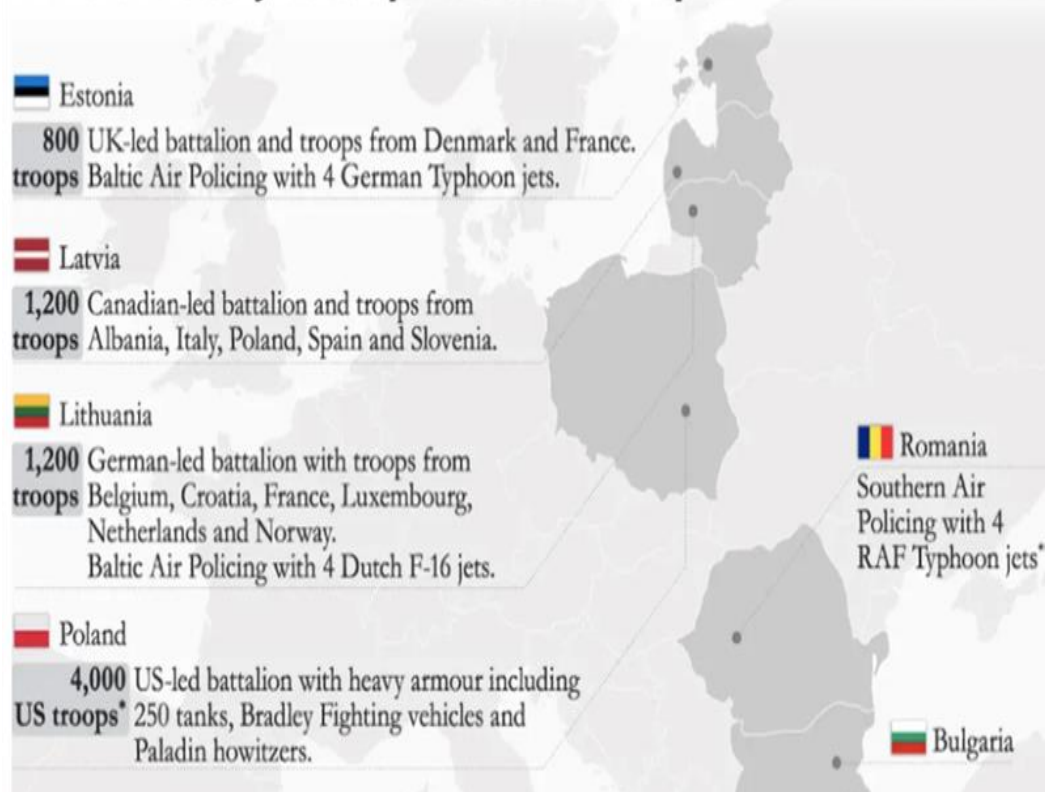 Estonia
800 UK-led battalion and troops from Denmark and France.
troops Baltic Air Policing with 4 German Typhoon jets.
Latvia
1,200 Canadian-led battalion and troops from
troops Albania, Italy, Poland, Spain and Slovenia.
Lithuania
1,200 German-led battalion with troops from
troops Belgium, Croatia, France, Luxembourg,
Netherlands and Norway.
Baltic Air Policing with 4 Dutch F-16 jets.
Poland
4,000 US-led battalion with heavy armour including
US troops* 250 tanks, Bradley Fighting vehicles and
Paladin howitzers.
Romania
Southern Air
Policing with 4
RAF Typhoon jets*
Bulgaria